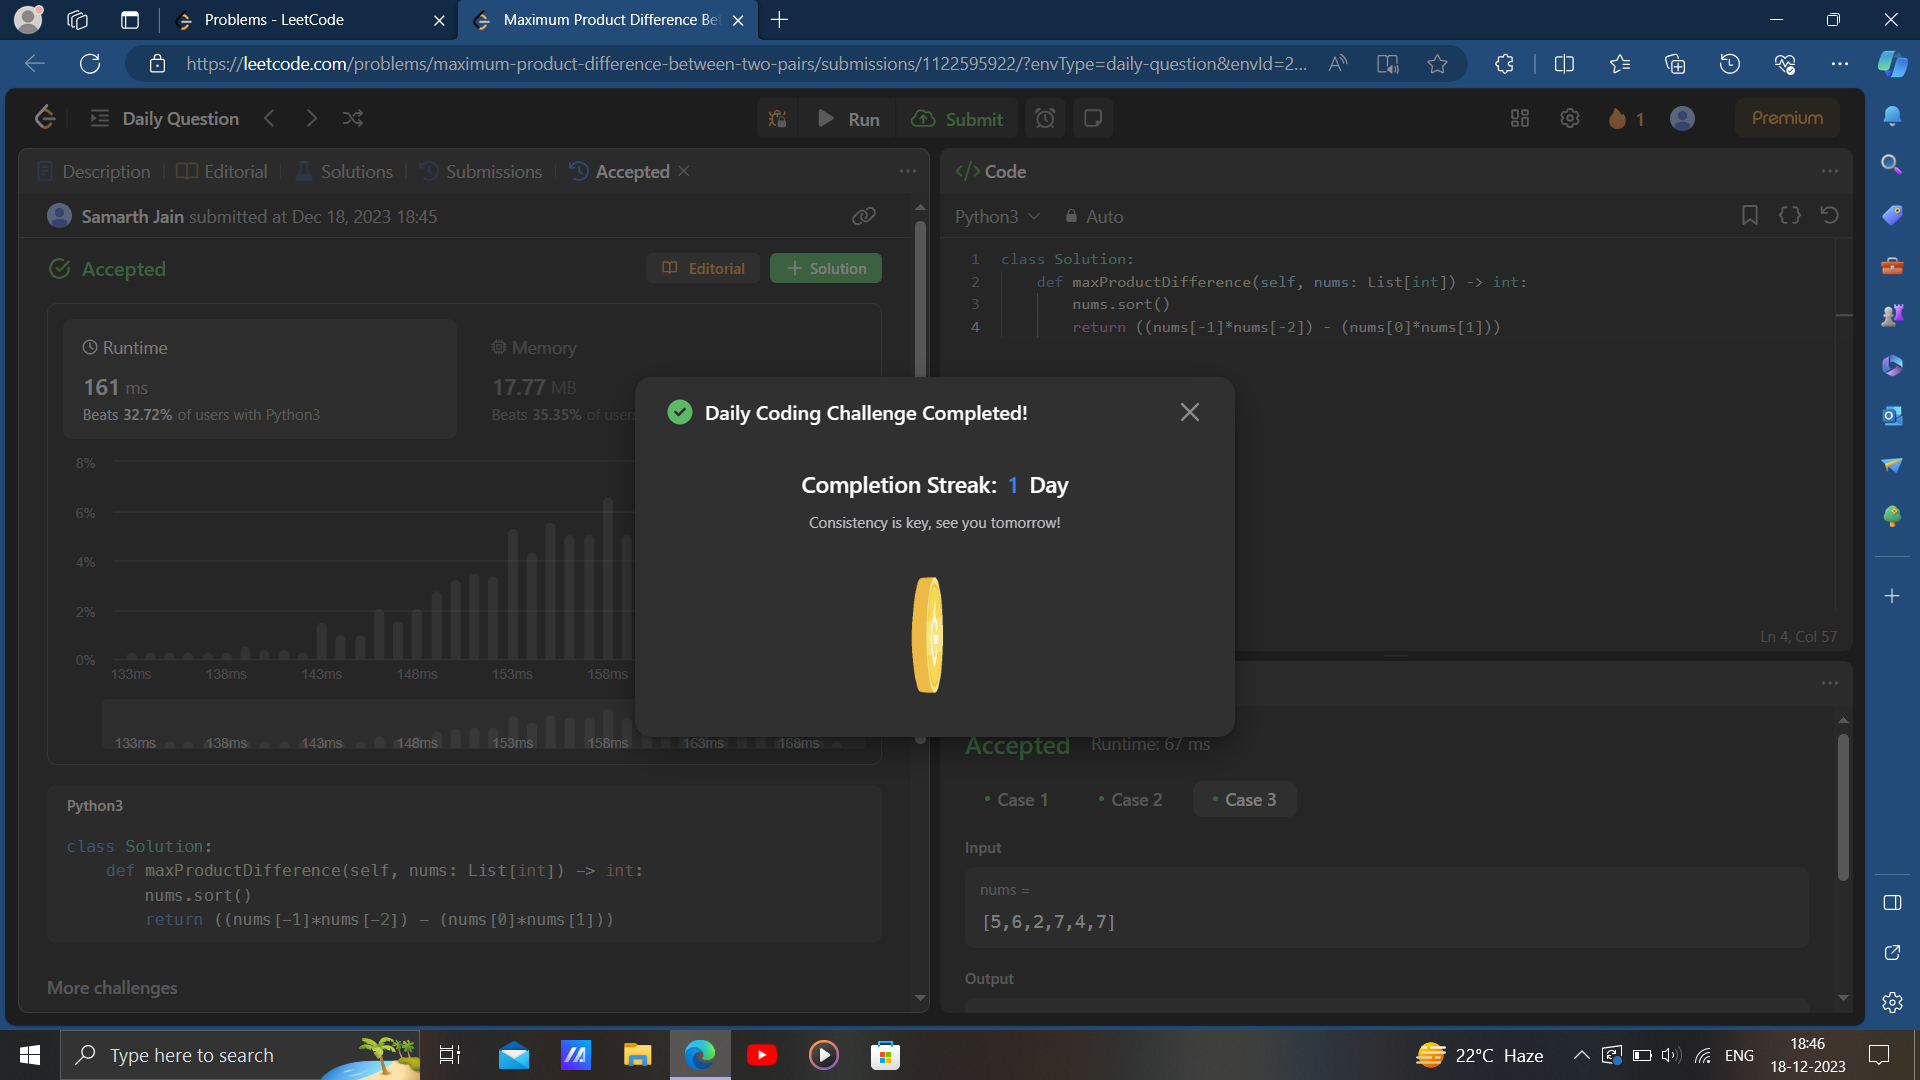 Problems - LeetCode
Maximum Product Difference Be
https://leetcode.com/problems/maximum-product-difference-between-two-pairs/submissions/1122595922/?envType=daily-question&envId=2...
Daily Question
Run
Submit
1
Premium
Description
Editorial
Solutions
Submissions
Accepted
Samarth Jain submitted at Dec 18, 2023 18:45
Accepted
Editorial
Solution
Runtime
161 ms
Beats 32.72% of users with Python3
Memory
17.77 MB
Beats 35.35% of users
8%
6%
4%
2%
0%
133ms 138ms 143ms 148ms 153ms 158ms
133ms 138ms 143ms 148ms 153ms 158ms 163ms 168ms
Python3
class Solution:
def maxProductDifference(self, nums: List[int]) -> int:
nums.sort()
return ((nums[-1]*nums[-2]) - (nums[0]*nums[1]))
More challenges
</> Code
Python3
Auto
1 class Solution:
2 def maxProductDifference(self, nums: List[int]) -> int:
3 nums.sort()
4 return ((nums[-1]*nums[-2]) - (nums[0]*nums[1]))
Ln 4, Col 57
Daily Coding Challenge Completed!
Completion Streak: 1 Day
Consistency is key, see you tomorrow!
Accepted Runtime: 67 ms
Case 1
Case 2
Case 3
Input
nums =
[5,6,2,7,4,7]
Output
Type here to search
22°C Haze
ENG
18:46
18-12-2023